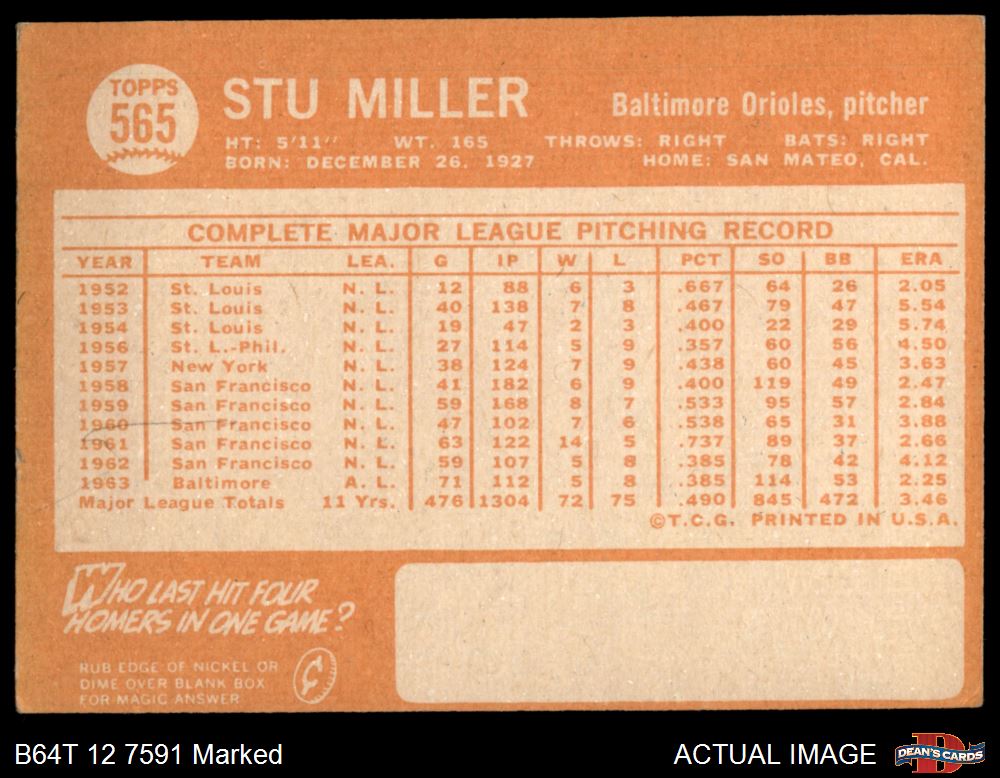 TOPPS
565
STU MILLER
Baltimore Orioles, pitcher
HT: 5'11" WT. 165 THROWS: RIGHT BATS: RIGHT
BORN: DECEMBER 26, 1927 HOME: SAN MATEO, CAL.
COMPLETE MAJOR LEAGUE PITCHING RECORD
YEAR TEAM LEA. G IP W L PCT SO BB ERA
1952 St. Louis N. L. 12 88 6 3 .667 64 26 2.05
1953 St. Louis N. L. 40 138 7 8 .467 79 47 5.54
1954 St. Louis N. L. 19 47 2 3 .400 22 29 5.74
1956 St. L.-Phil. N. L. 27 114 5 9 .357 60 56 4.50
1957 New York N. L. 38 124 7 9 .438 60 45 3.63
1958 San Francisco N. L. 41 182 6 9 .400 119 49 2.47
1959 San Francisco N. L. 59 168 8 7 .533 95 57 2.84
1960 San Francisco N. L. 47 102 7 6 .538 65 31 3.88
1961 San Francisco N. L. 63 122 14 5 .737 89 37 2.66
1962 San Francisco N. L. 59 107 5 8 .385 78 42 4.12
1963 Baltimore A. L. 71 112 5 8 .385 114 53 2.25
Major League Totals 11 Yrs. 476 1304 72 75 .490 845 472 3.46
©T.C.G. PRINTED IN U.S.A.
WHO LAST HIT FOUR
HOMERS IN ONE GAME?
RUB EDGE OF NICKEL OR
DIME OVER BLANK BOX
FOR MAGIC ANSWER
B64T 12 7591 Marked
ACTUAL IMAGE
DEAN'S CARDS